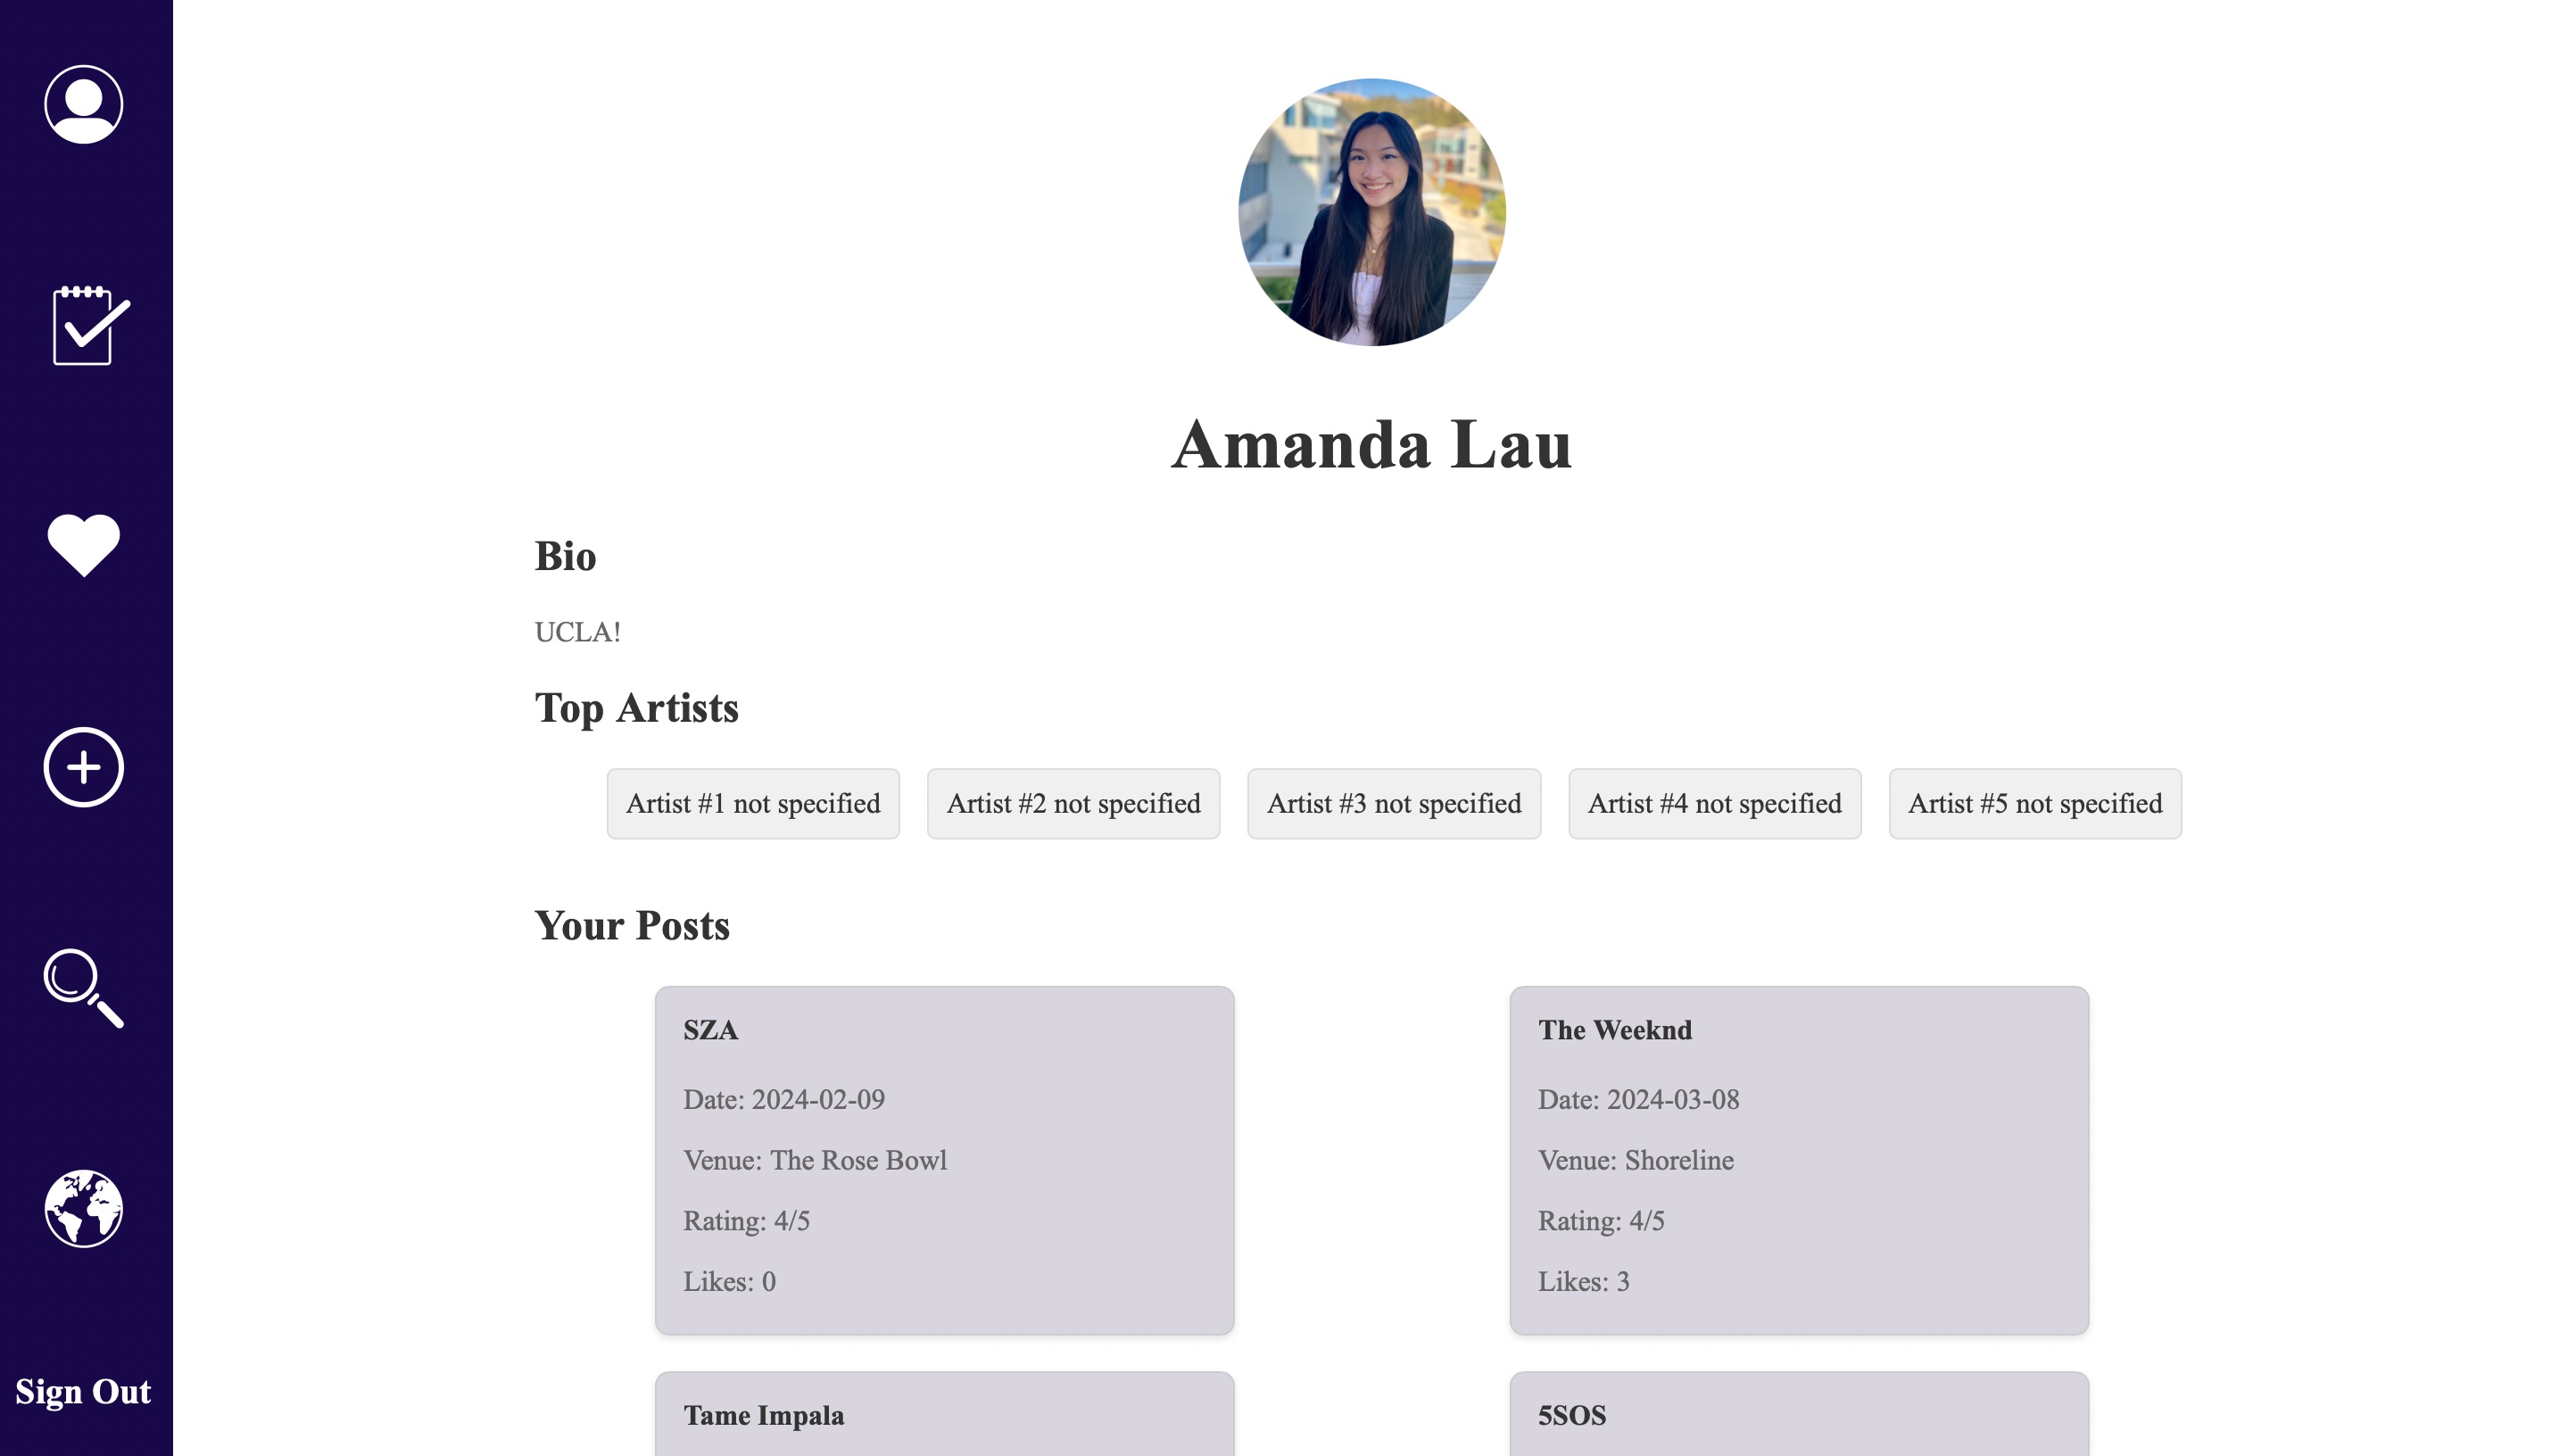 Amanda Lau
Bio
UCLA!
Top Artists
Artist #1 not specified
Artist #2 not specified
Artist #3 not specified
Artist #4 not specified
Artist #5 not specified
Your Posts
SZA
Date: 2024-02-09
Venue: The Rose Bowl
Rating: 4/5
Likes: 0
The Weeknd
Date: 2024-03-08
Venue: Shoreline
Rating: 4/5
Likes: 3
Tame Impala
5SOS
Sign Out